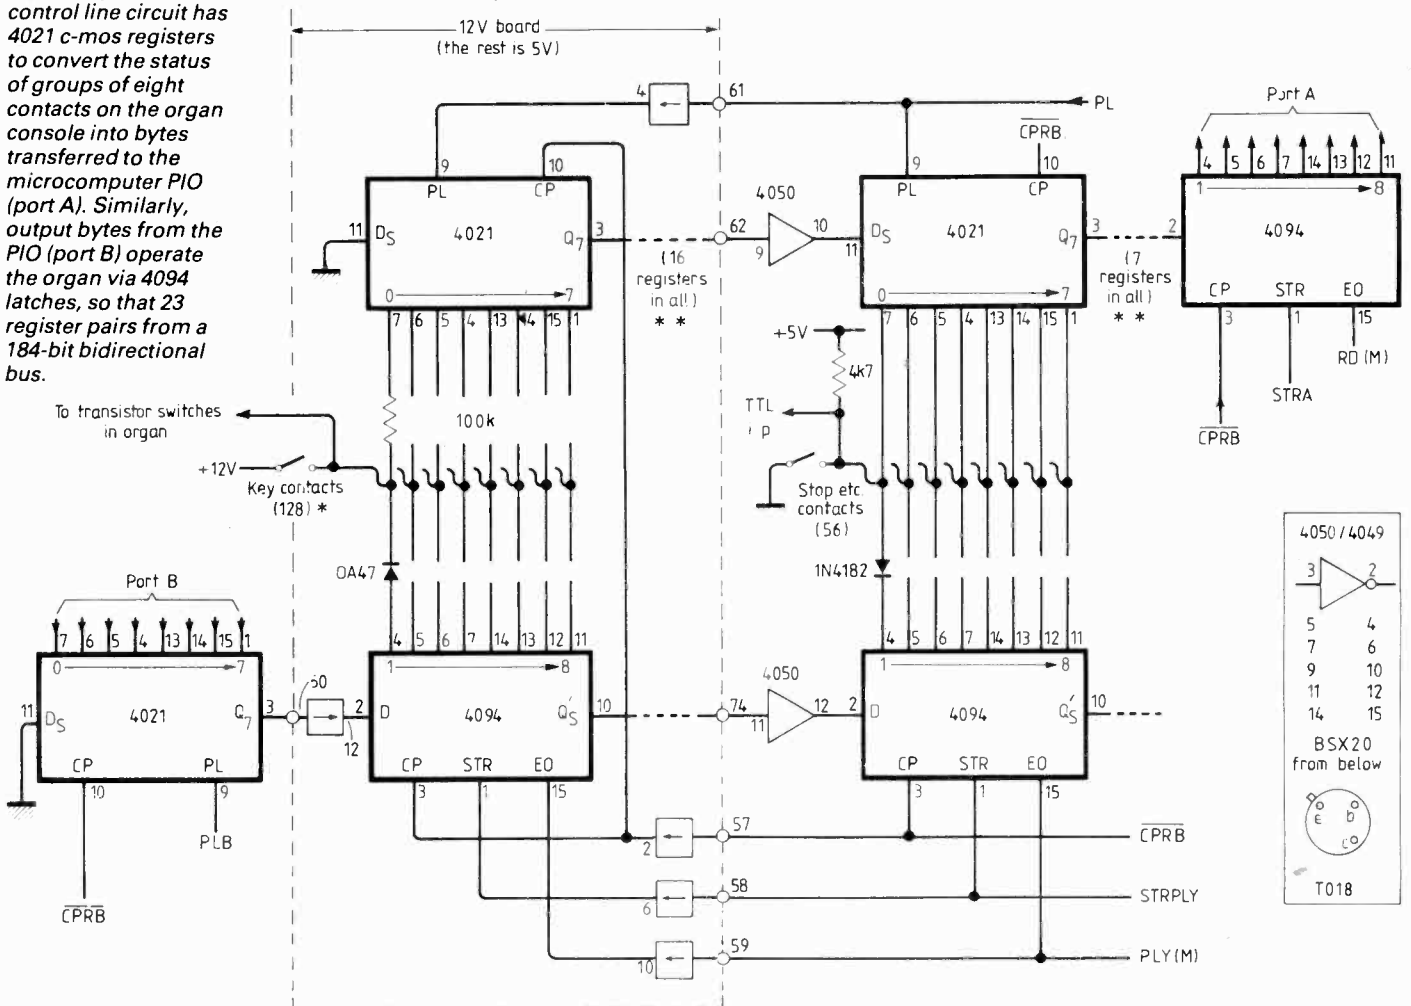 control line circuit has
4021 c-mos registers
to convert the status
of groups of eight
contacts on the organ
console into bytes
transferred to the
microcomputer PIO
(port A). Similarly,
output bytes from the
PIO (port B) operate
the organ via 4094
latches, so that 23
register pairs from a
184-bit bidirectional
bus.
12V board
(the rest is 5V)
4 61 PL
9 10
PL CP
11 DS 4021 Q7 3
0 7
7 6 5 4 13 14 15 1
62 4050
9 10
(16
registers
in all)
* *
CPRB
9 10
PL CP
11 DS 4021 Q7 3
0 7
7 6 5 4 13 14 15 1
(7
registers
in all)
* *
Port A
4 5 6 7 14 13 12 11
1 8
2 4094
CP STR EO
3 1 15
RD (M)
STRA
CPRB
To transistor switches
in organ
100k
+12V
Key contacts
(128) *
+5V
4k7
TTL
Stop etc.
contacts
(56)
OA47
1N4182
Port B
7 6 5 4 13 14 15 1
0 7
11 DS 4021 Q7 3
CP PL
10 9
PLB
CPRB
2
12
4 5 6 7 14 13 12 11
1 8
D 4094 Q'S 10
CP STR EO
3 1 15
74 4050
11 12
4 5 6 7 14 13 12 11
1 8
2 D 4094 Q'S 10
CP STR EO
3 1 15
2 57 CPRB
6 58 STRPLY
10 59 PLY(M)
4050/4049
3 2
5 4
7 6
9 10
11 12
14 15
BSX20
from below
e b
c
TO18